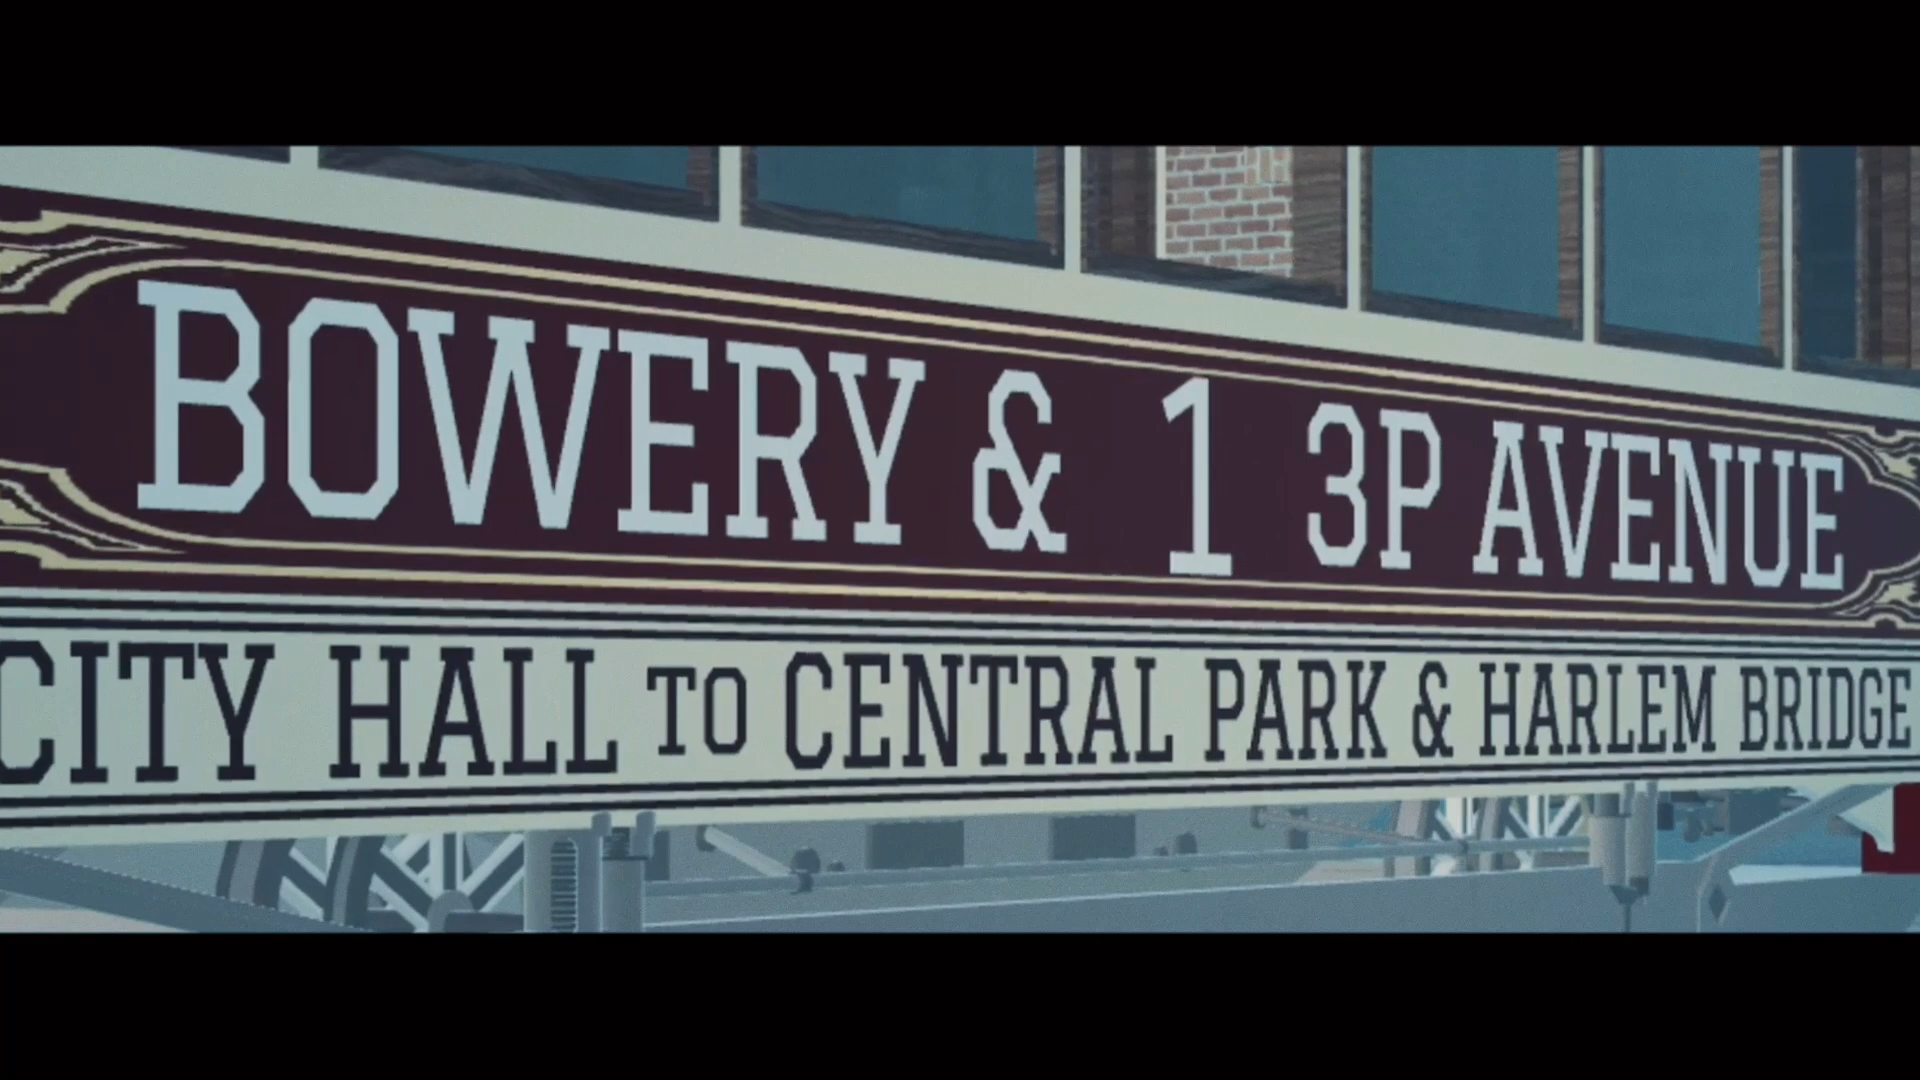 BOWERY & 1 3P AVENUE
CITY HALL TO CENTRAL PARK & HARLEM BRIDGE